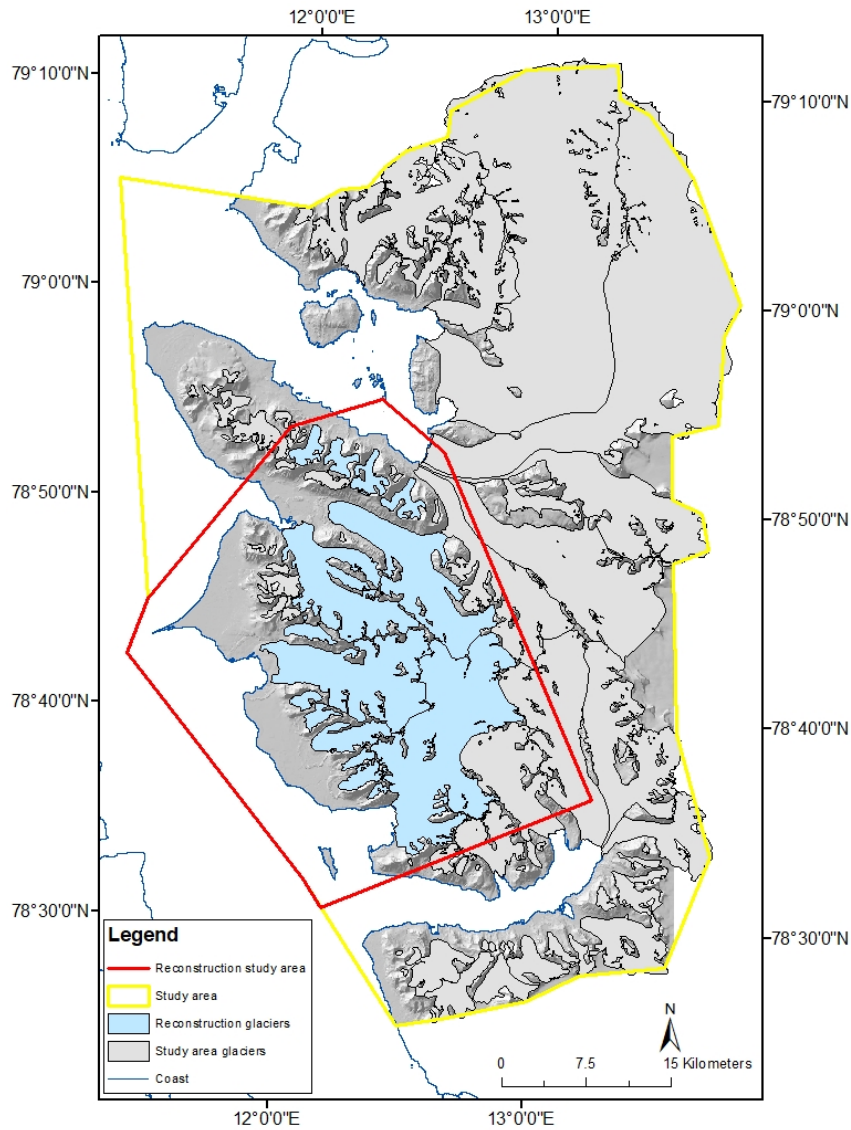 12°0'0"E 13°0'0"E
79°10'0"N 79°10'0"N
79°0'0"N 79°0'0"N
78°50'0"N 78°50'0"N
78°40'0"N 78°40'0"N
78°30'0"N 78°30'0"N
Legend
Reconstruction study area
Study area
Reconstruction glaciers
Study area glaciers
Coast
N
0 7.5 15 Kilometers
12°0'0"E 13°0'0"E